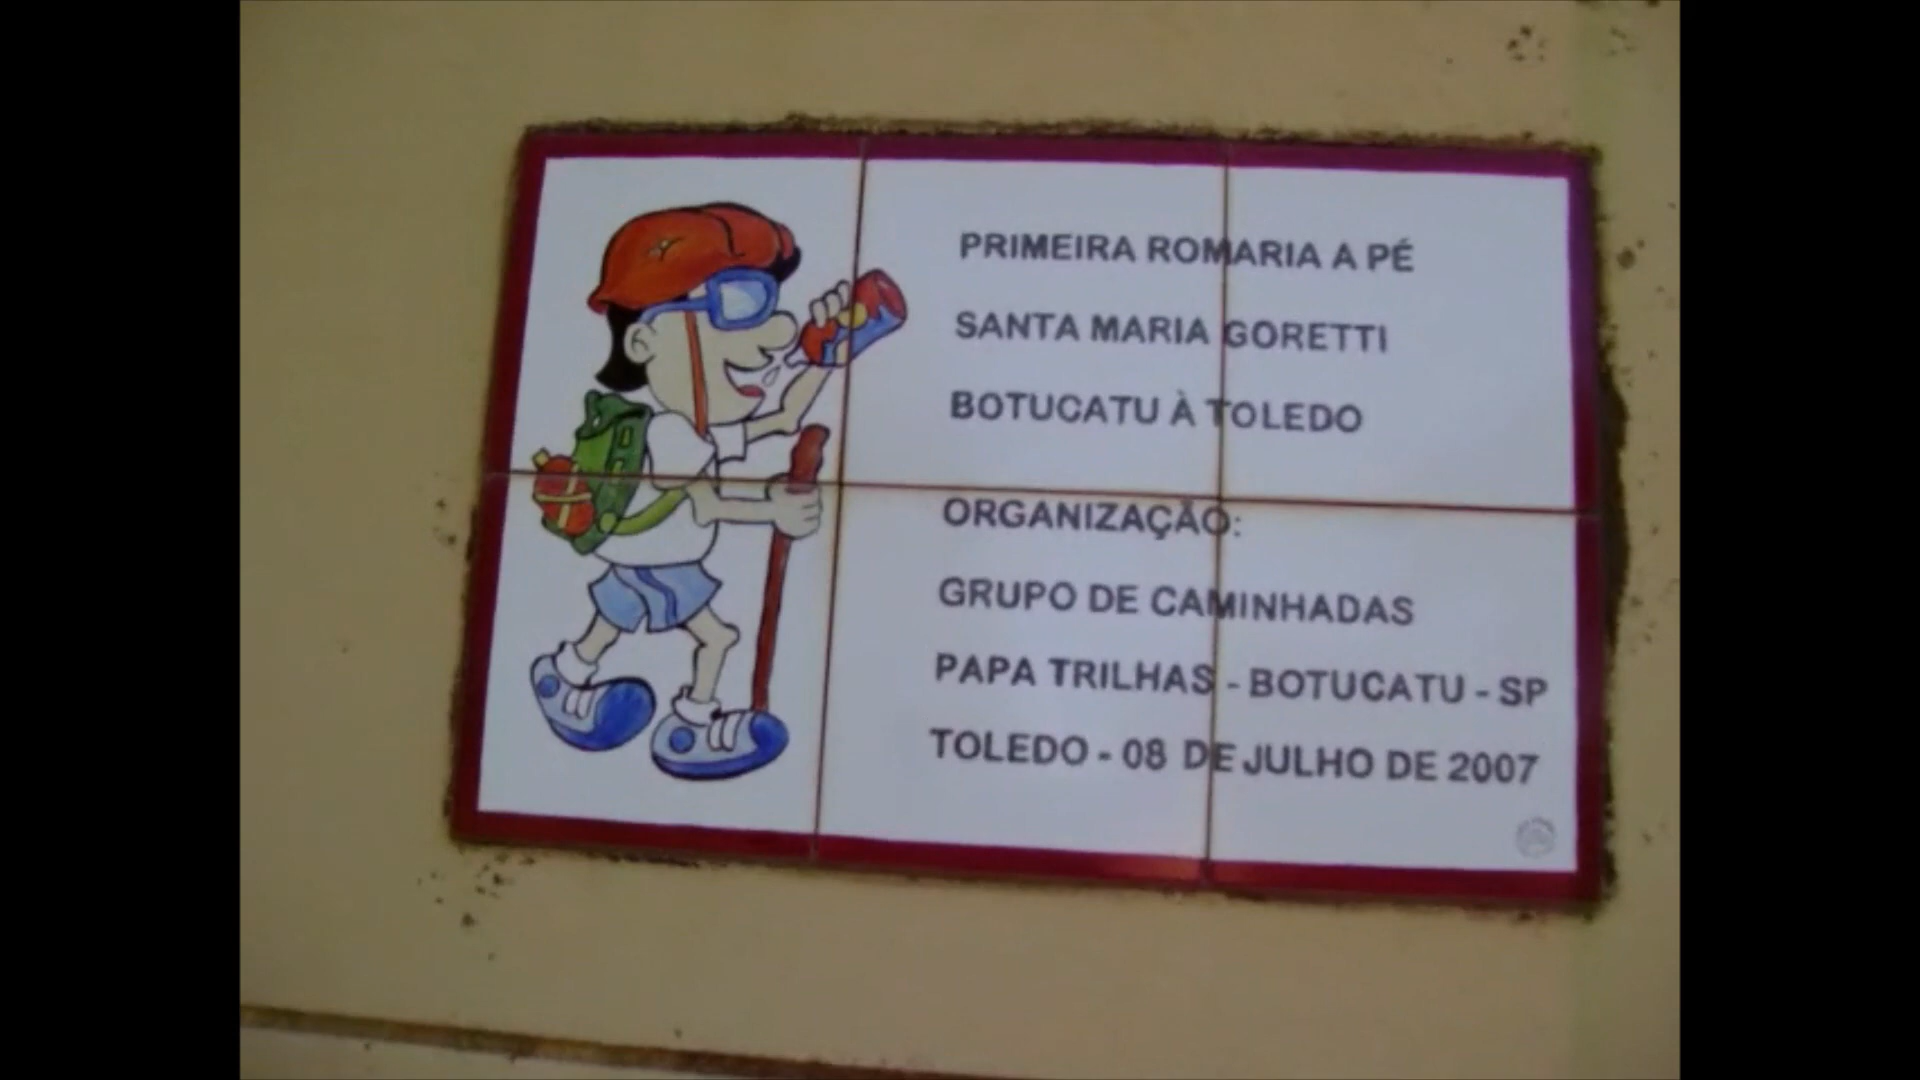 PRIMEIRA ROMARIA A PÉ
SANTA MARIA GORETTI
BOTUCATU À TOLEDO
ORGANIZAÇÃO:
GRUPO DE CAMINHADAS
PAPA TRILHAS - BOTUCATU - SP
TOLEDO - 08 DE JULHO DE 2007